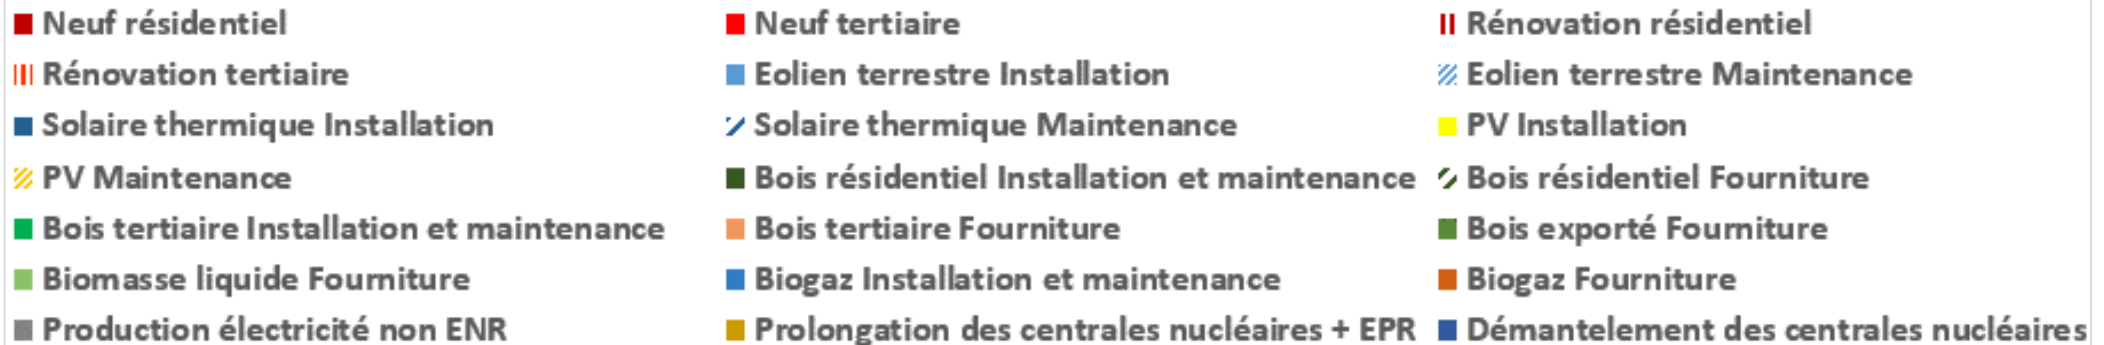 Neuf résidentiel Neuf tertiaire Rénovation résidentiel
Rénovation tertiaire Eolien terrestre Installation Eolien terrestre Maintenance
Solaire thermique Installation Solaire thermique Maintenance PV Installation
PV Maintenance Bois résidentiel Installation et maintenance Bois résidentiel Fourniture
Bois tertiaire Installation et maintenance Bois tertiaire Fourniture Bois exporté Fourniture
Biomasse liquide Fourniture Biogaz Installation et maintenance Biogaz Fourniture
Production électricité non ENR Prolongation des centrales nucléaires + EPR Démantelement des centrales nucléaires